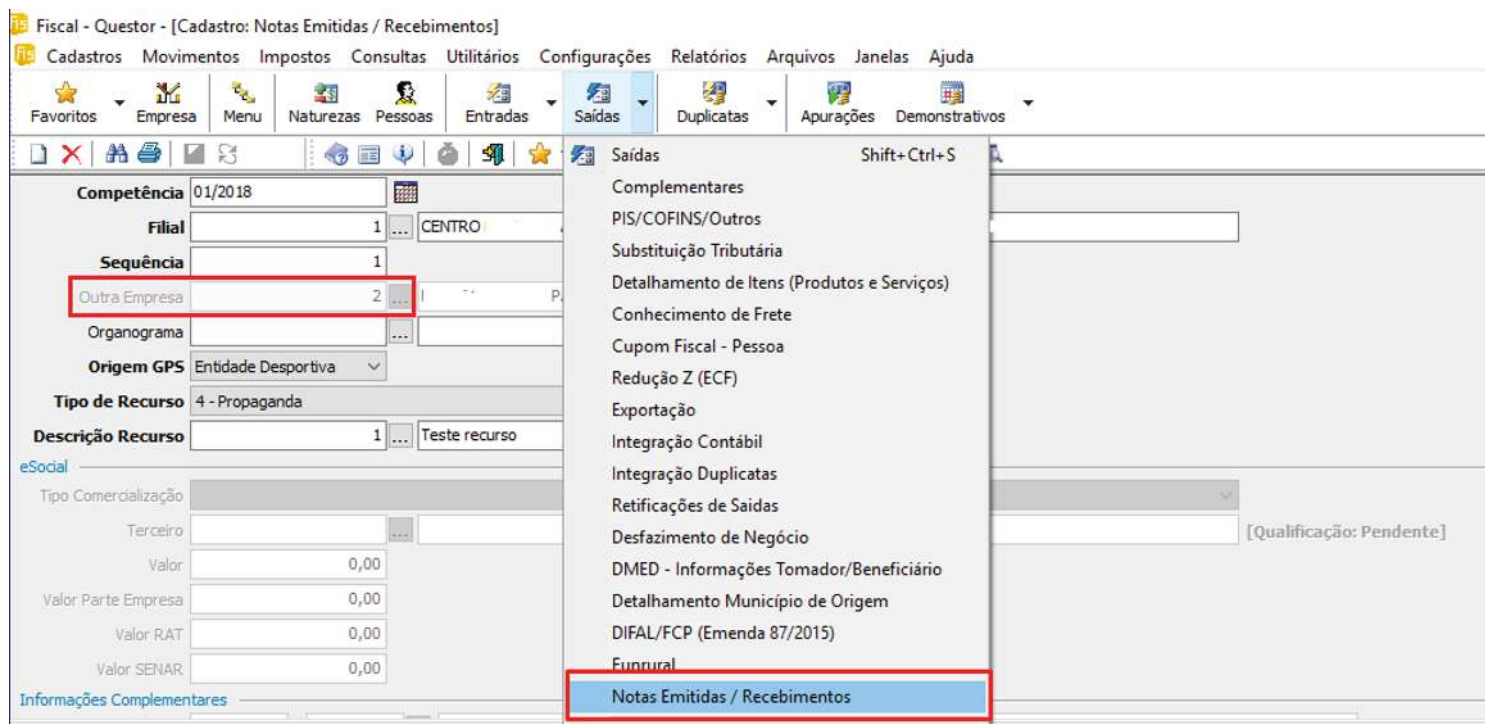 Fiscal - Questor - [Cadastro: Notas Emitidas / Recebimentos]
Cadastros Movimentos Impostos Consultas Utilitários Configurações Relatórios Arquivos Janelas Ajuda
Favoritos Empresa Menu Naturezas Pessoas Entradas Saídas Duplicatas Apurações Demonstrativos
Competência 01/2018
Filial 1 ... CENTRO
Sequência 1
Outra Empresa 2 ...
Organograma ...
Origem GPS Entidade Desportiva
Tipo de Recurso 4 - Propaganda
Descrição Recurso 1 ... Teste recurso
eSocial
Tipo Comercialização
Terceiro ... [Qualificação: Pendente]
Valor 0,00
Valor Parte Empresa 0,00
Valor RAT 0,00
Valor SENAR 0,00
Informações Complementares
Saídas Shift+Ctrl+S
Complementares
PIS/COFINS/Outros
Substituição Tributária
Detalhamento de Itens (Produtos e Serviços)
Conhecimento de Frete
Cupom Fiscal - Pessoa
Redução Z (ECF)
Exportação
Integração Contábil
Integração Duplicatas
Retificações de Saidas
Desfazimento de Negócio
DMED - Informações Tomador/Beneficiário
Detalhamento Município de Origem
DIFAL/FCP (Emenda 87/2015)
Funrural
Notas Emitidas / Recebimentos